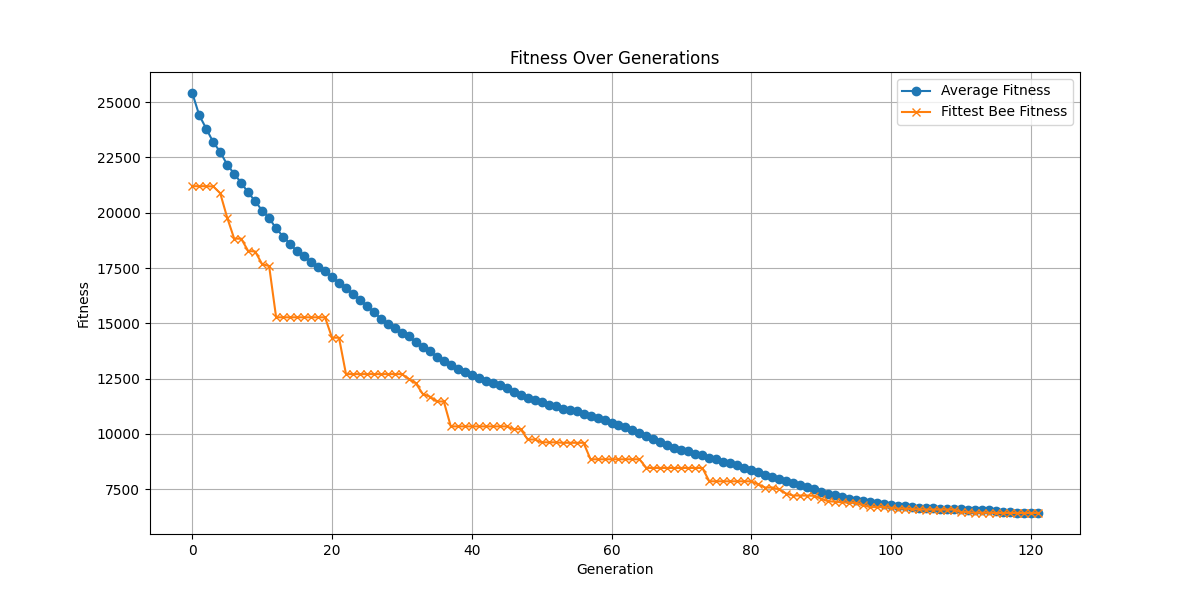 Fitness Over Generations
Average Fitness
Fittest Bee Fitness
25000
22500
20000
17500
15000
12500
10000
7500
Fitness
0 20 40 60 80 100 120
Generation